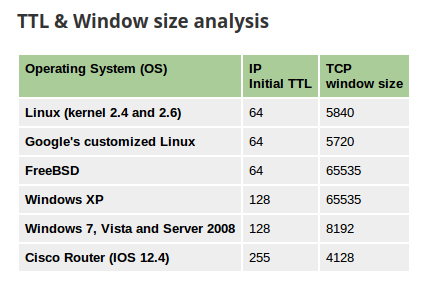 TTL & Window size analysis
Operating System (OS) IP Initial TTL TCP window size
Linux (kernel 2.4 and 2.6) 64 5840
Google's customized Linux 64 5720
FreeBSD 64 65535
Windows XP 128 65535
Windows 7, Vista and Server 2008 128 8192
Cisco Router (IOS 12.4) 255 4128